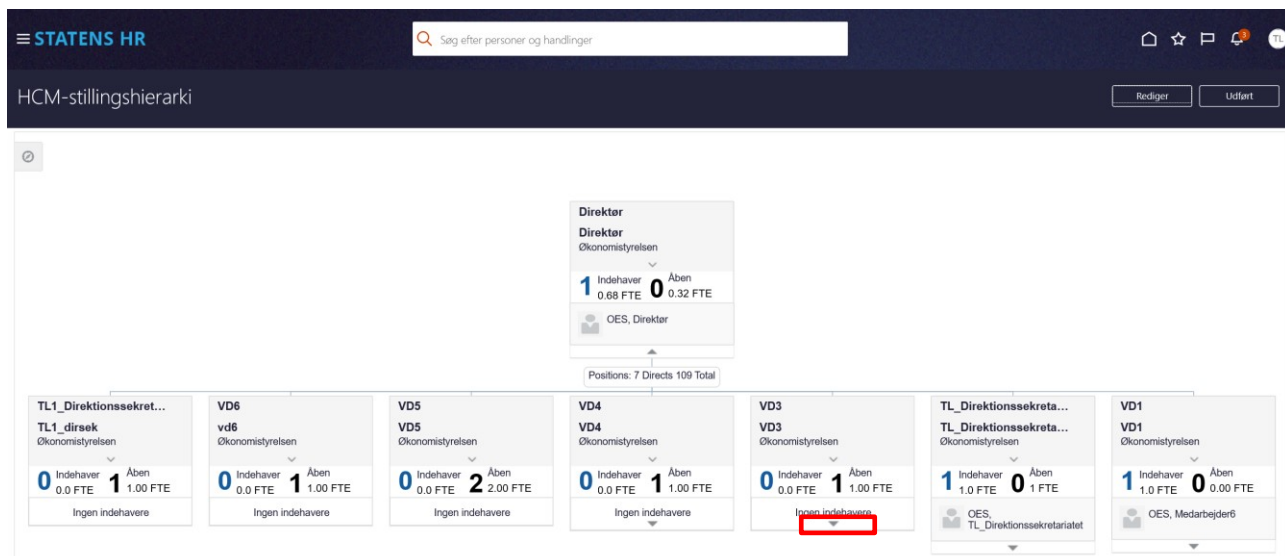 STATENS HR
Søg efter personer og handlinger
3
TL
HCM-stillingshierarki
Rediger
Udført
Direktør
Direktør
Økonomistyrelsen
1 Indehaver 0.68 FTE 0 Åben 0.32 FTE
OES, Direktør
Positions: 7 Directs 109 Total
TL1_Direktionssekret...
TL1_dirsek
Økonomistyrelsen
0 Indehaver 0.0 FTE 1 Åben 1.00 FTE
Ingen indehavere
VD6
vd6
Økonomistyrelsen
0 Indehaver 0.0 FTE 1 Åben 1.00 FTE
Ingen indehavere
VD5
VD5
Økonomistyrelsen
0 Indehaver 0.0 FTE 2 Åben 2.00 FTE
Ingen indehavere
VD4
VD4
Økonomistyrelsen
0 Indehaver 0.0 FTE 1 Åben 1.00 FTE
Ingen indehavere
VD3
VD3
Økonomistyrelsen
0 Indehaver 0.0 FTE 1 Åben 1.00 FTE
Ingen indehavere
TL_Direktionssekreta...
TL_Direktionssekreta...
Økonomistyrelsen
1 Indehaver 1.0 FTE 0 Åben 1 FTE
OES,
TL_Direktionssekretariatet
VD1
VD1
Økonomistyrelsen
1 Indehaver 1.0 FTE 0 Åben 0.00 FTE
OES, Medarbejder6